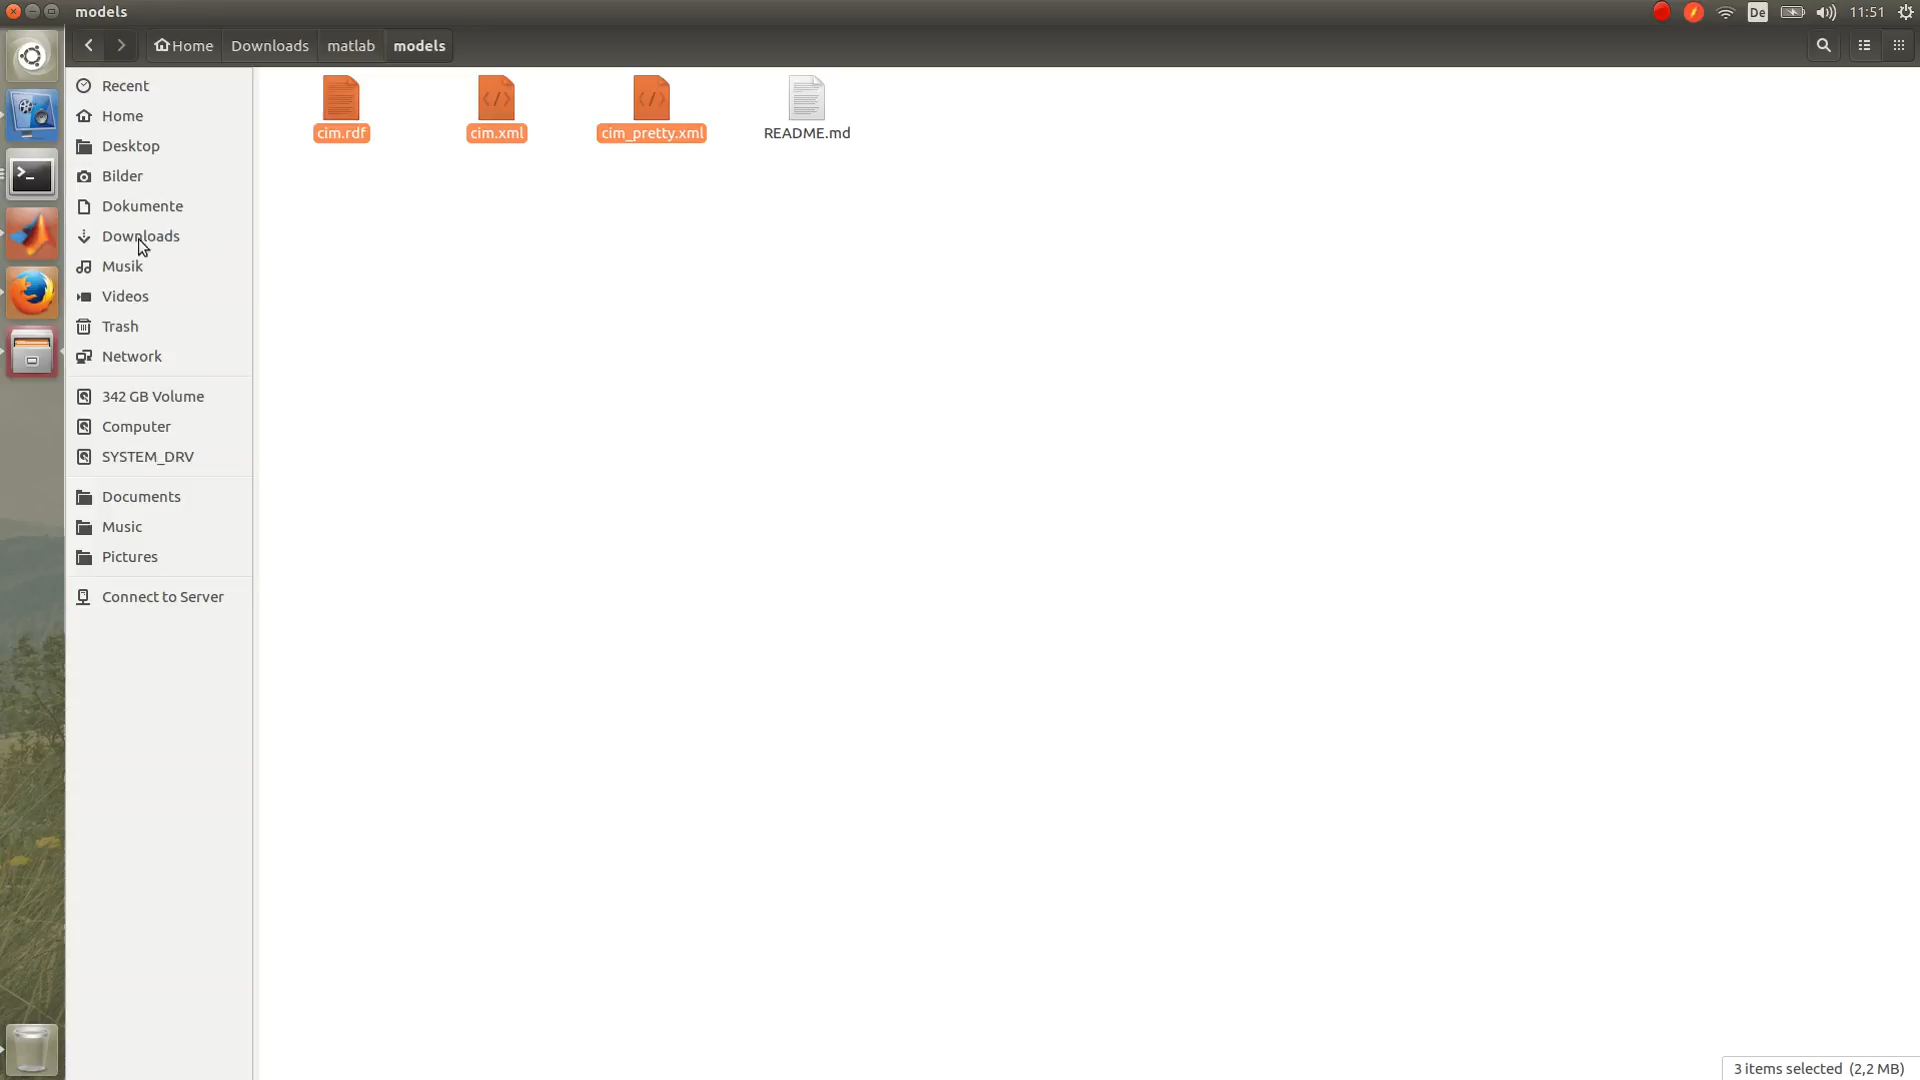 models
De
11:51
Home
Downloads
matlab
models
Recent
Home
Desktop
Bilder
Dokumente
Downloads
Musik
Videos
Trash
Network
342 GB Volume
Computer
SYSTEM_DRV
Documents
Music
Pictures
Connect to Server
cim.rdf
cim.xml
cim_pretty.xml
README.md
3 items selected (2,2 MB)